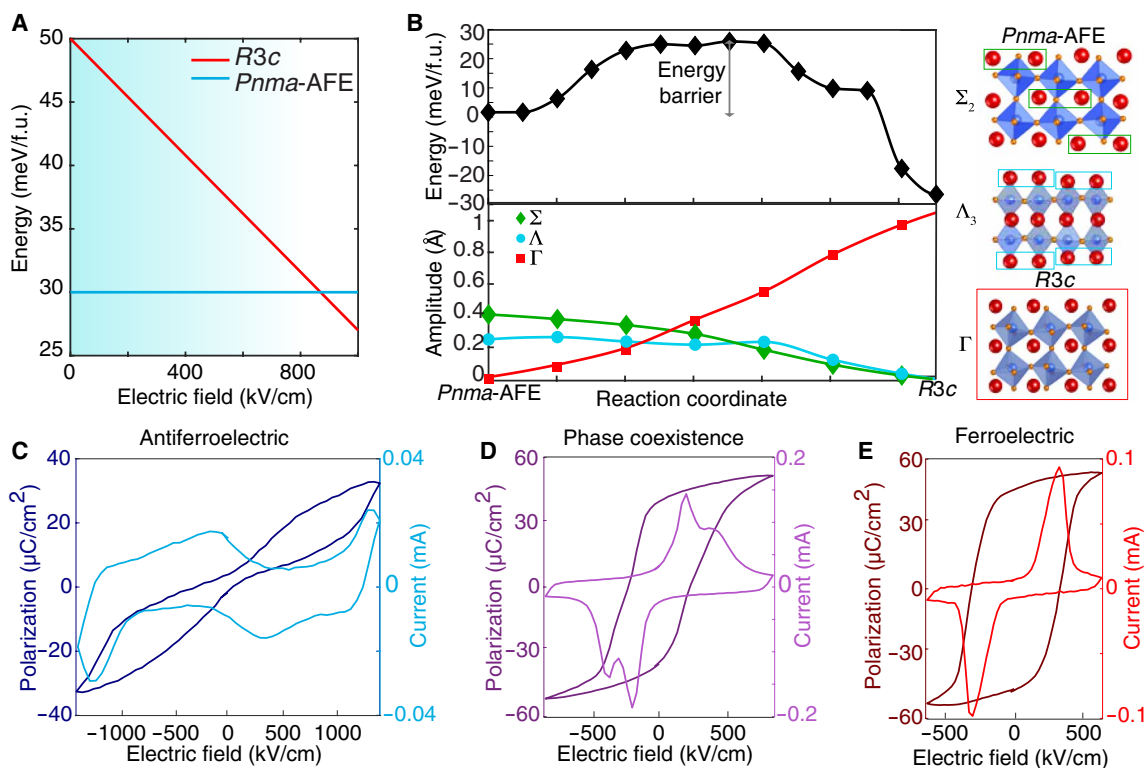 A
50
45
40
35
30
25
Energy (meV/f.u.)
R3c
Pnma-AFE
0
400
800
Electric field (kV/cm)
B
30
20
10
0
−10
−20
−30
Energy (meV/f.u.)
Energy
barrier
1
0.8
0.6
0.4
0.2
0
Amplitude (Å)
Σ
Λ
Γ
Pnma-AFE
Reaction coordinate
R3c
Pnma-AFE
Σ2
Λ3
R3c
Γ
C
Antiferroelectric
40
20
0
−20
−40
Polarization (µC/cm2)
0.04
0
−0.04
Current (mA)
−1000
−500
0
500
1000
Electric field (kV/cm)
D
Phase coexistence
60
30
0
−30
−60
Polarization (µC/cm2)
0.2
0
−0.2
Current (mA)
−500
0
500
Electric field (kV/cm)
E
Ferroelectric
60
30
0
−30
−60
Polarization (µC/cm2)
0.1
0
−0.1
Current (mA)
−500
0
500
Electric field (kV/cm)